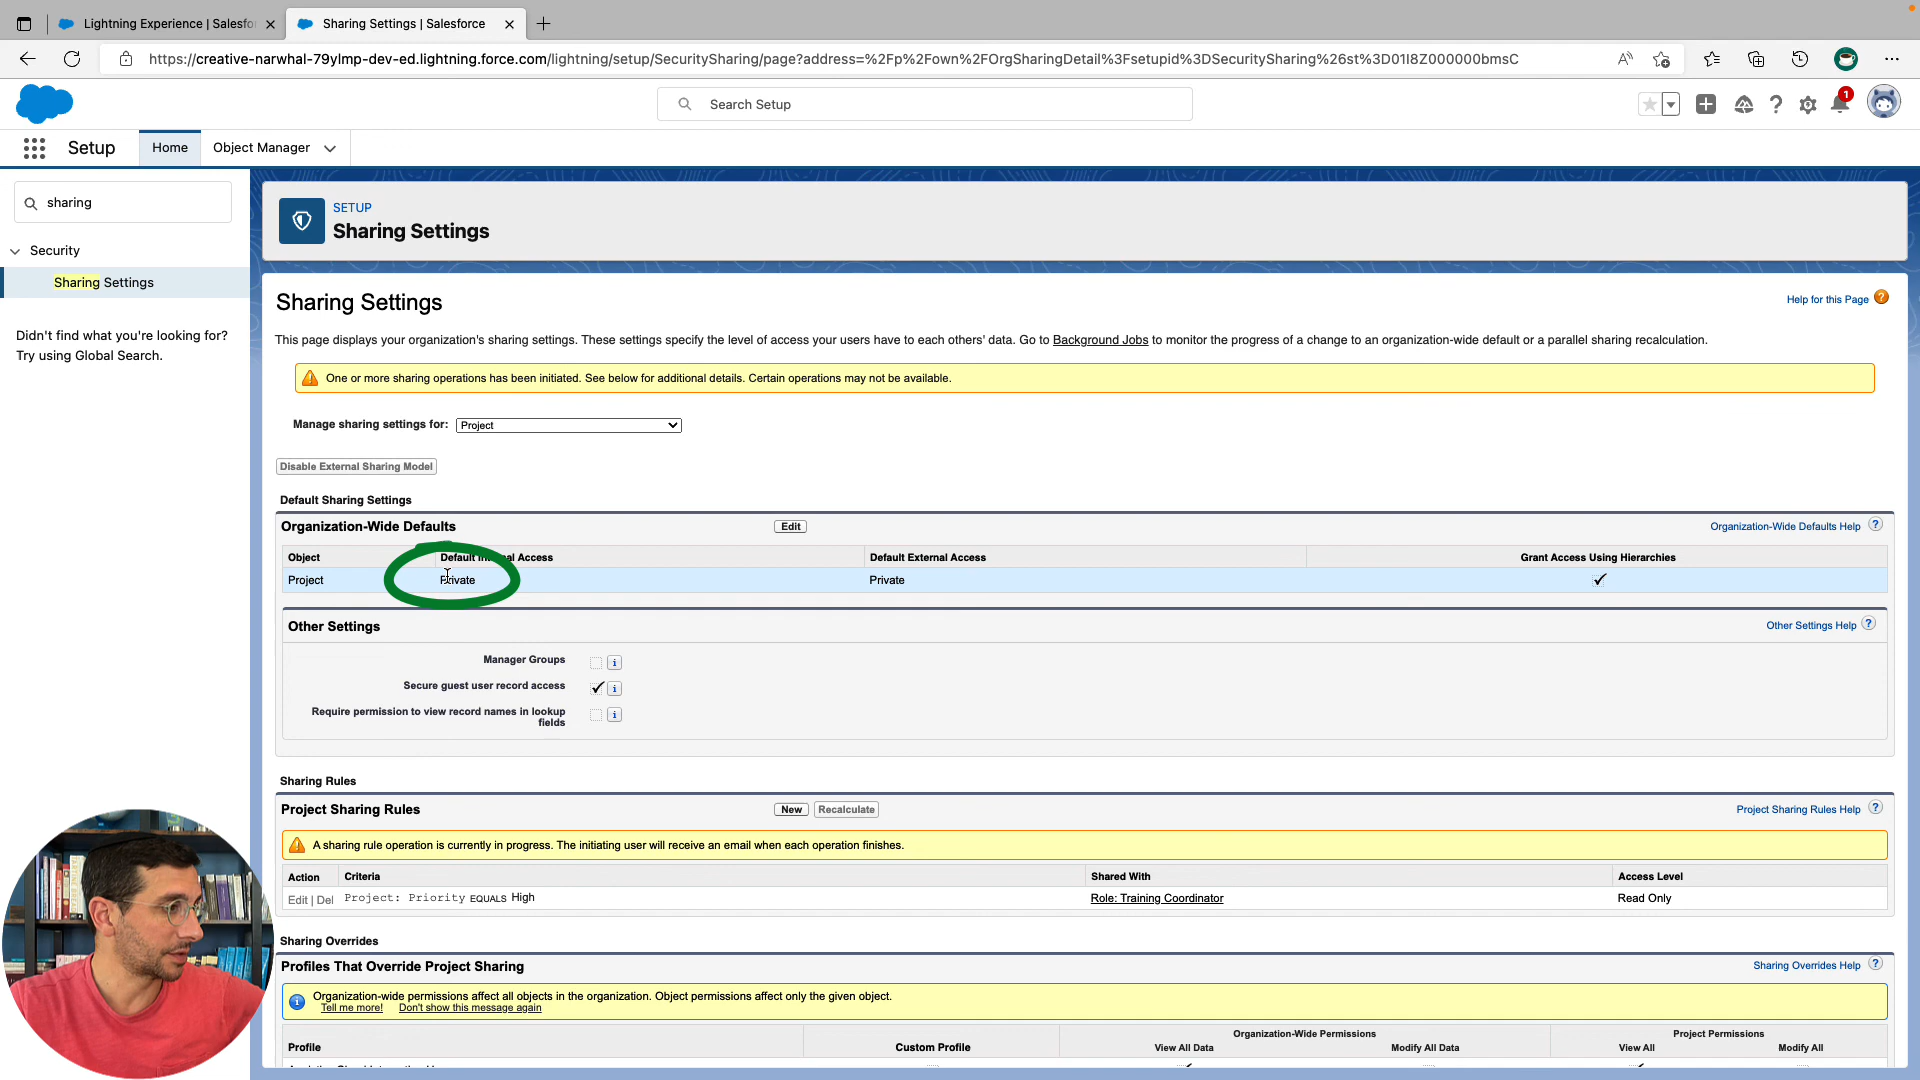 Lightning Experience | Salesfo
Sharing Settings | Salesforce
https://creative-narwhal-79ylmp-dev-ed.lightning.force.com/lightning/setup/SecuritySharing/page?address=%2Fp%2Fown%2FOrgSharingDetail%3Fsetupid%3DSecuritySharing%26st%3D01I8Z000000bmsC
Search Setup
1
Setup
Home
Object Manager
sharing
Security
Sharing Settings
Didn't find what you're looking for?
Try using Global Search.
SETUP
Sharing Settings
Sharing Settings
Help for this Page
This page displays your organization's sharing settings. These settings specify the level of access your users have to each others' data. Go to Background Jobs to monitor the progress of a change to an organization-wide default or a parallel sharing recalculation.
One or more sharing operations has been initiated. See below for additional details. Certain operations may not be available.
Manage sharing settings for: Project
Disable External Sharing Model
Default Sharing Settings
Organization-Wide Defaults Edit Organization-Wide Defaults Help ?
Object Default Internal Access Default External Access Grant Access Using Hierarchies
Project Private Private
Other Settings Other Settings Help ?
Manager Groups
Secure guest user record access
Require permission to view record names in lookup
fields
Sharing Rules
Project Sharing Rules New Recalculate Project Sharing Rules Help ?
A sharing rule operation is currently in progress. The initiating user will receive an email when each operation finishes.
Action Criteria Shared With Access Level
Edit | Del Project: Priority EQUALS High Role: Training Coordinator Read Only
Sharing Overrides
Profiles That Override Project Sharing Sharing Overrides Help ?
Organization-wide permissions affect all objects in the organization. Object permissions affect only the given object.
Tell me more! Don't show this message again
Organization-Wide Permissions Project Permissions
Profile Custom Profile View All Data Modify All Data View All Modify All